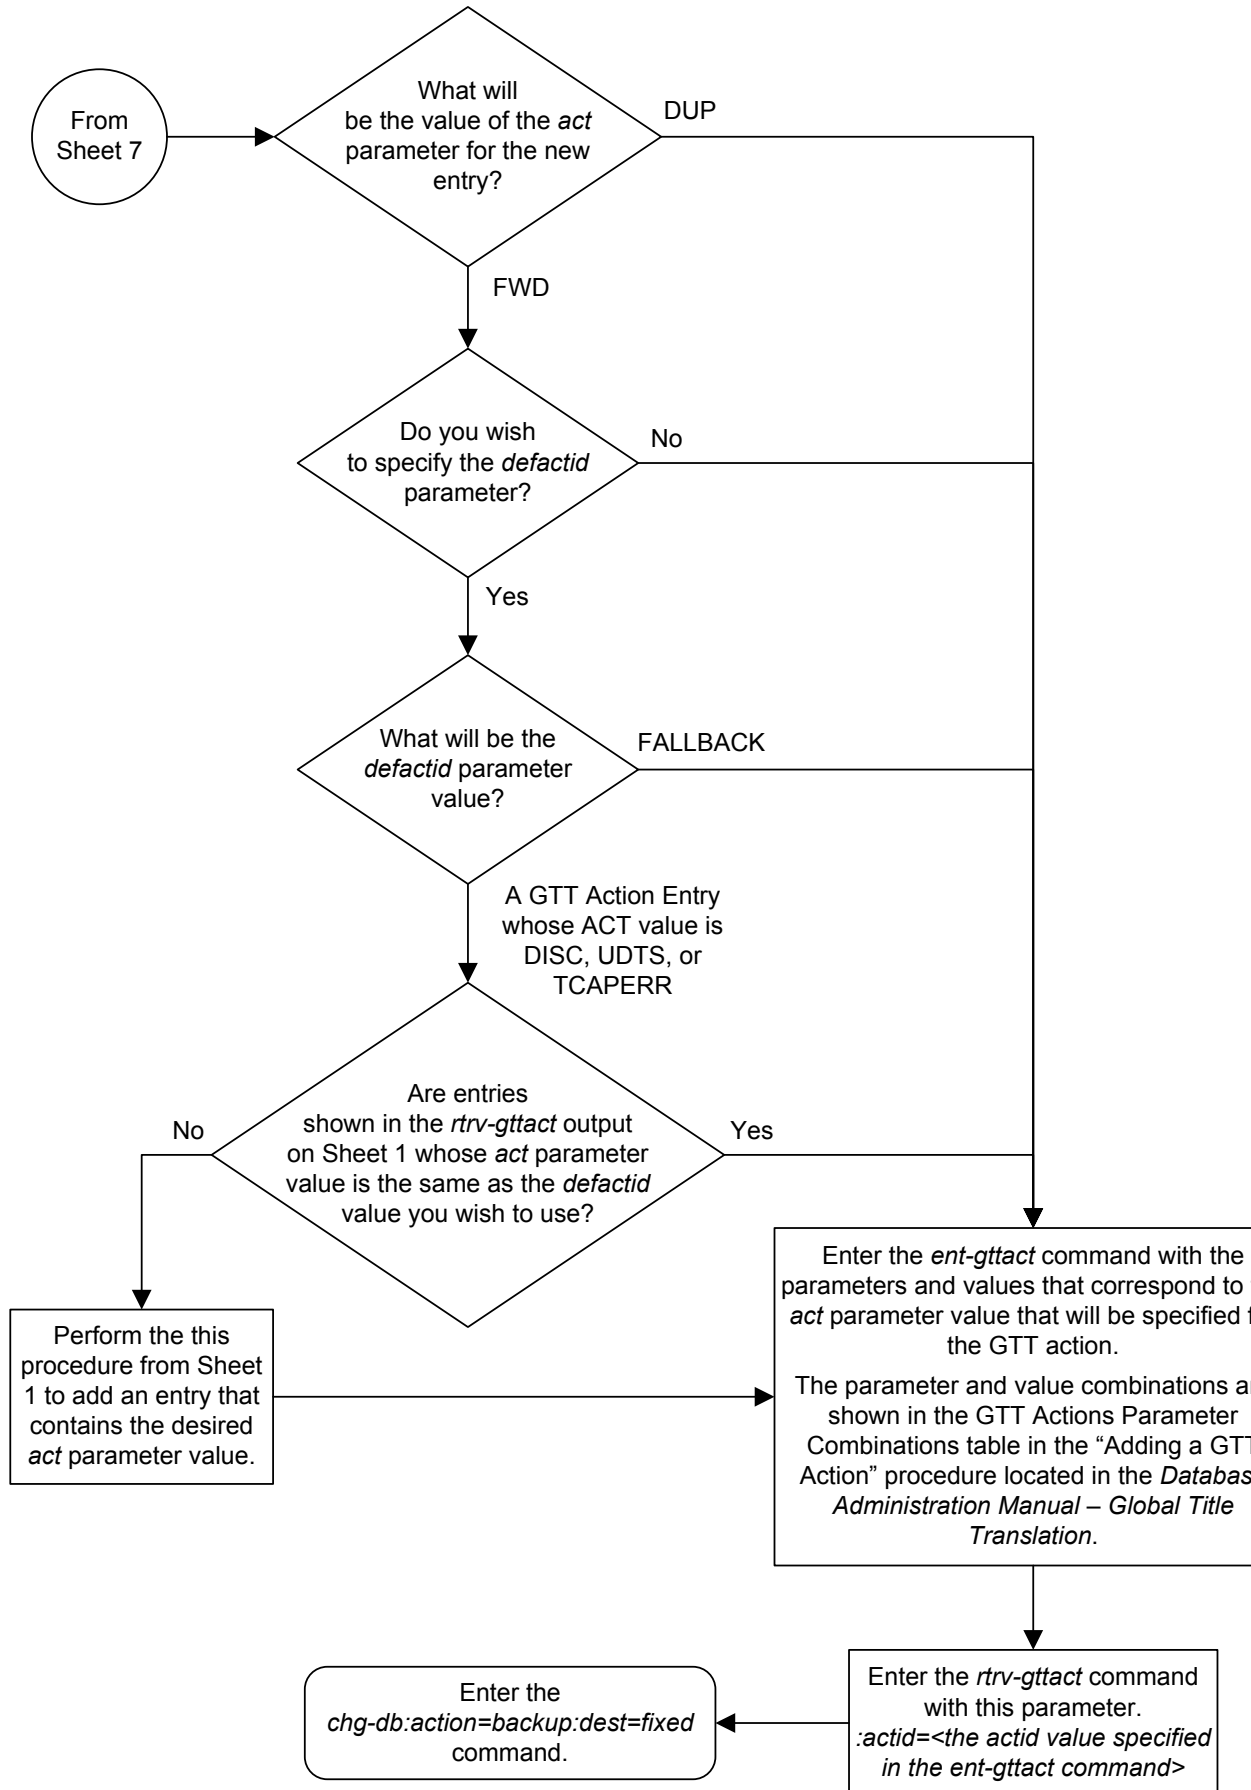 From
Sheet 7
What will
be the value of the act
parameter for the new
entry?
DUP
FWD
Do you wish
to specify the defactid
parameter?
No
Yes
What will be the
defactid parameter
value?
FALLBACK
A GTT Action Entry
whose ACT value is
DISC, UDTS, or
TCAPERR
Are entries
shown in the rtrv-gttact output
on Sheet 1 whose act parameter
value is the same as the defactid
value you wish to use?
No
Yes
Perform the this
procedure from Sheet
1 to add an entry that
contains the desired
act parameter value.
Enter the ent-gttact command with the
parameters and values that correspond to
act parameter value that will be specified
the GTT action.
The parameter and value combinations
shown in the GTT Actions Parameter
Combinations table in the “Adding a GTT
Action” procedure located in the
Administration Manual – Global Title
Translation.
Enter the rtrv-gttact command
with this parameter.
:actid=<the actid value specified
in the ent-gttact command>
Enter the
chg-db:action=backup:dest=fixed
command.